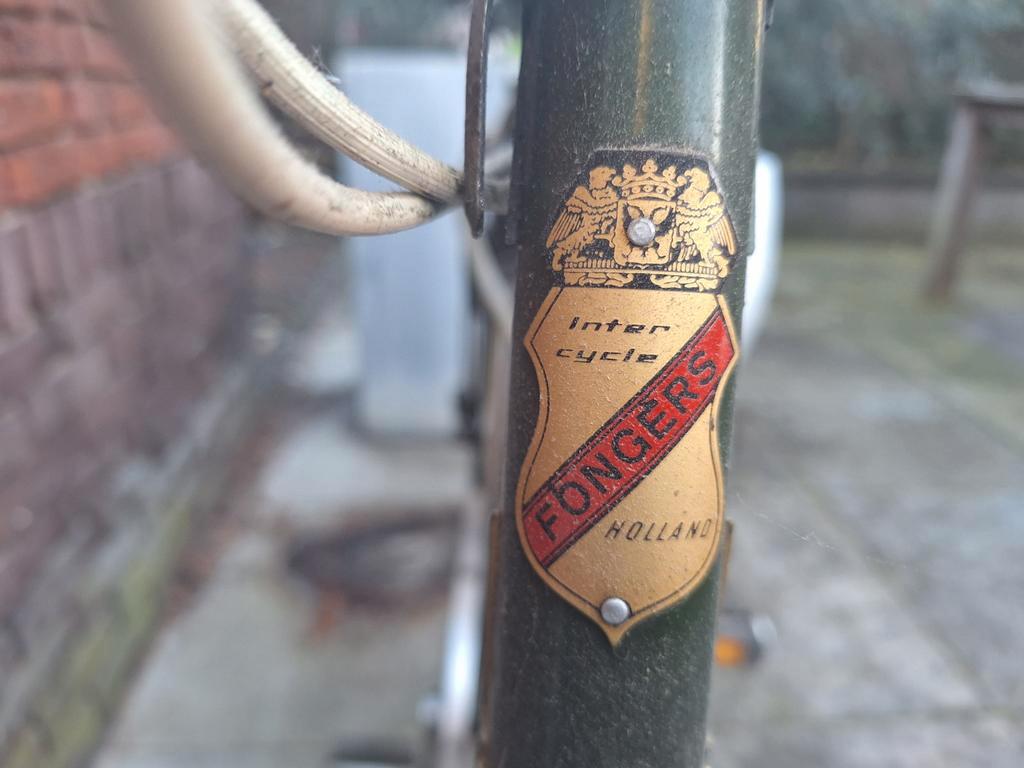 Inter
cycle
FONGERS
HOLLAND